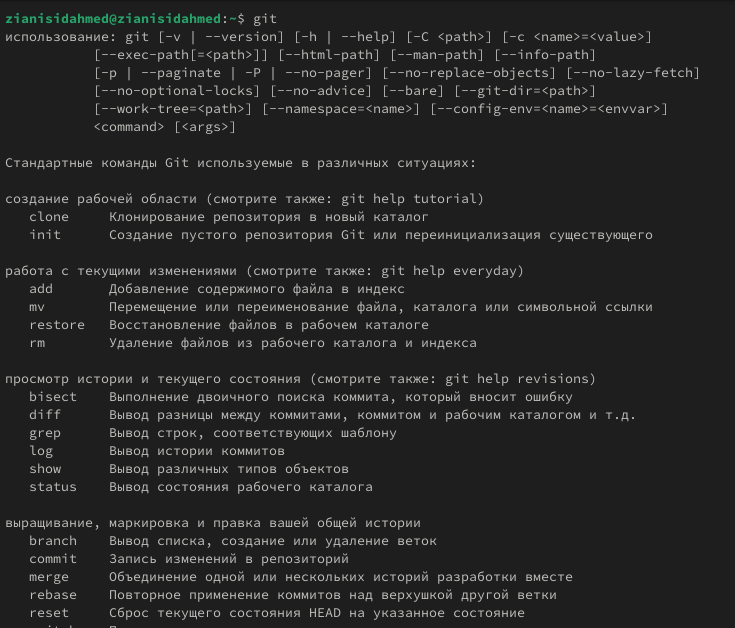 zianisidahmed@zianisidahmed:~$ git
использование: git [-v | --version] [-h | --help] [-C <path>] [-c <name>=<value>]
           [--exec-path[=<path>]] [--html-path] [--man-path] [--info-path]
           [-p | --paginate | -P | --no-pager] [--no-replace-objects] [--no-lazy-fetch]
           [--no-optional-locks] [--no-advice] [--bare] [--git-dir=<path>]
           [--work-tree=<path>] [--namespace=<name>] [--config-env=<name>=<envvar>]
           <command> [<args>]

Стандартные команды Git используемые в различных ситуациях:

создание рабочей области (смотрите также: git help tutorial)
   clone     Клонирование репозитория в новый каталог
   init      Создание пустого репозитория Git или переинициализация существующего

работа с текущими изменениями (смотрите также: git help everyday)
   add       Добавление содержимого файла в индекс
   mv        Перемещение или переименование файла, каталога или символьной ссылки
   restore   Восстановление файлов в рабочем каталоге
   rm        Удаление файлов из рабочего каталога и индекса

просмотр истории и текущего состояния (смотрите также: git help revisions)
   bisect    Выполнение двоичного поиска коммита, который вносит ошибку
   diff      Вывод разницы между коммитами, коммитом и рабочим каталогом и т.д.
   grep      Вывод строк, соответствующих шаблону
   log       Вывод истории коммитов
   show      Вывод различных типов объектов
   status    Вывод состояния рабочего каталога

выращивание, маркировка и правка вашей общей истории
   branch    Вывод списка, создание или удаление веток
   commit    Запись изменений в репозиторий
   merge     Объединение одной или нескольких историй разработки вместе
   rebase    Повторное применение коммитов над верхушкой другой ветки
   reset     Сброс текущего состояния HEAD на указанное состояние